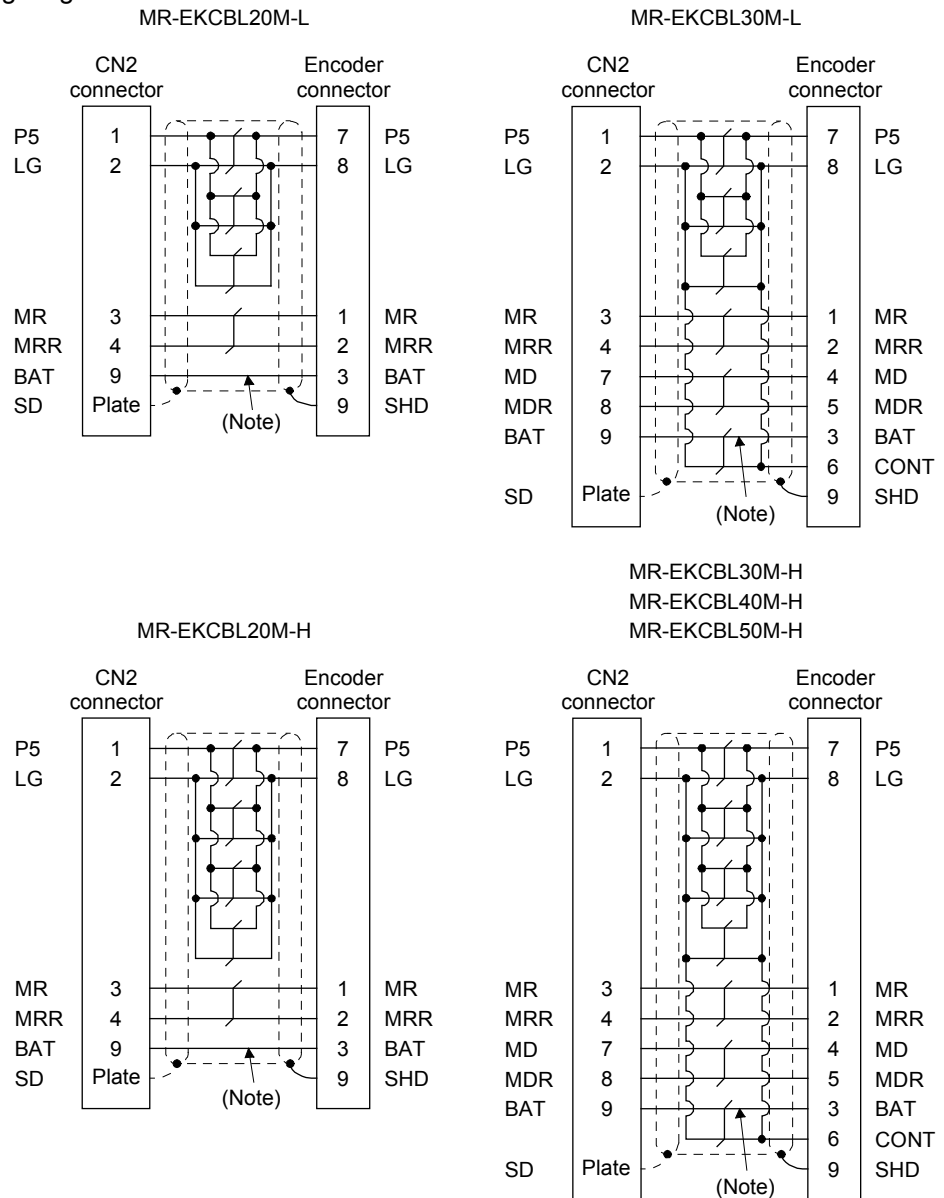 MR-EKCBL20M-L
CN2 connector
Encoder connector
P5 1 7 P5
LG 2 8 LG
MR 3 1 MR
MRR 4 2 MRR
BAT 9 3 BAT
SD Plate 9 SHD
(Note)
MR-EKCBL30M-L
CN2 connector
Encoder connector
P5 1 7 P5
LG 2 8 LG
MR 3 1 MR
MRR 4 2 MRR
MD 7 4 MD
MDR 8 5 MDR
BAT 9 3 BAT
6 CONT
SD Plate 9 SHD
(Note)
MR-EKCBL20M-H
CN2 connector
Encoder connector
P5 1 7 P5
LG 2 8 LG
MR 3 1 MR
MRR 4 2 MRR
BAT 9 3 BAT
SD Plate 9 SHD
(Note)
MR-EKCBL30M-H
MR-EKCBL40M-H
MR-EKCBL50M-H
CN2 connector
Encoder connector
P5 1 7 P5
LG 2 8 LG
MR 3 1 MR
MRR 4 2 MRR
MD 7 4 MD
MDR 8 5 MDR
BAT 9 3 BAT
6 CONT
SD Plate 9 SHD
(Note)